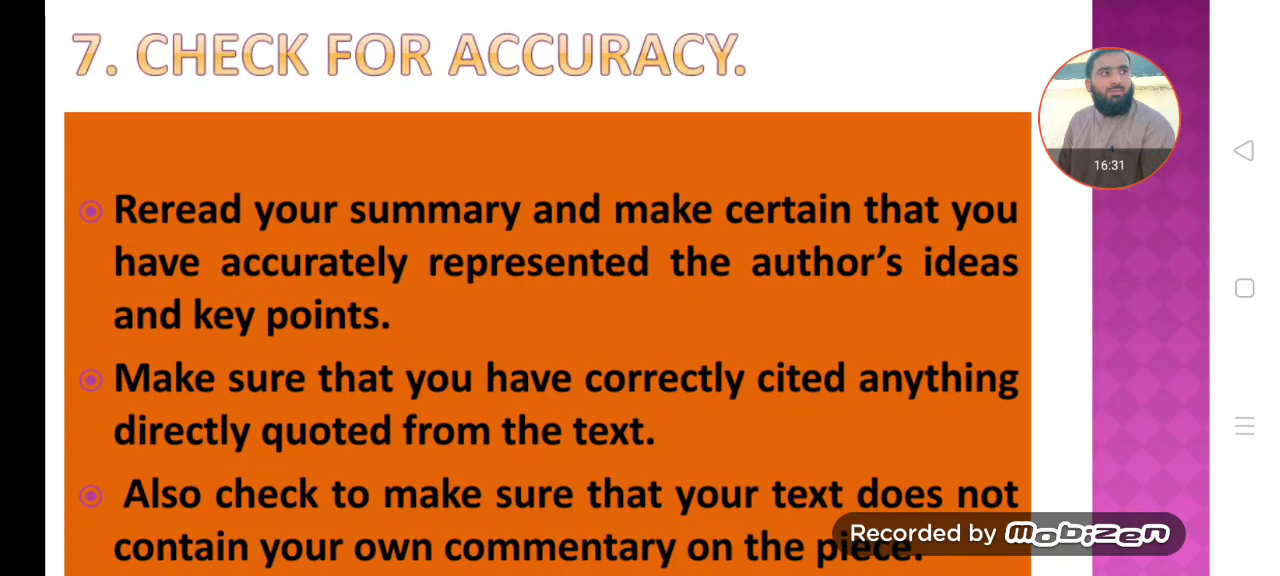 7. CHECK FOR ACCURACY.
16:31
Reread your summary and make certain that you
have accurately represented the author’s ideas
and key points.
Make sure that you have correctly cited anything
directly quoted from the text.
Also check to make sure that your text does not
contain your own commentary on the piece.
Recorded by mobizen